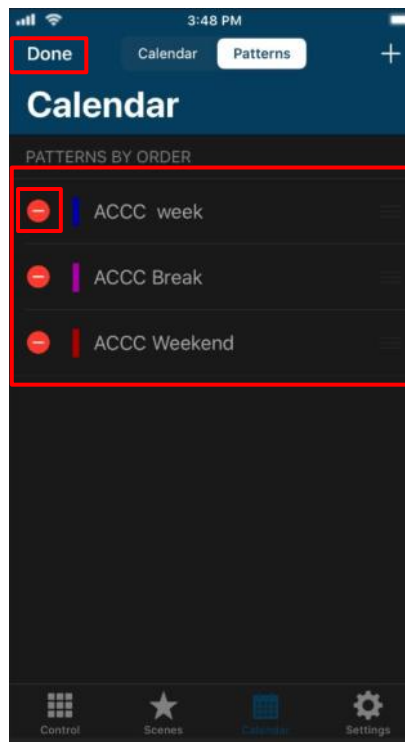 3:48 PM
Done Calendar Patterns +
Calendar
PATTERNS BY ORDER
ACCC week
ACCC Break
ACCC Weekend
Control Scenes Calendar Settings